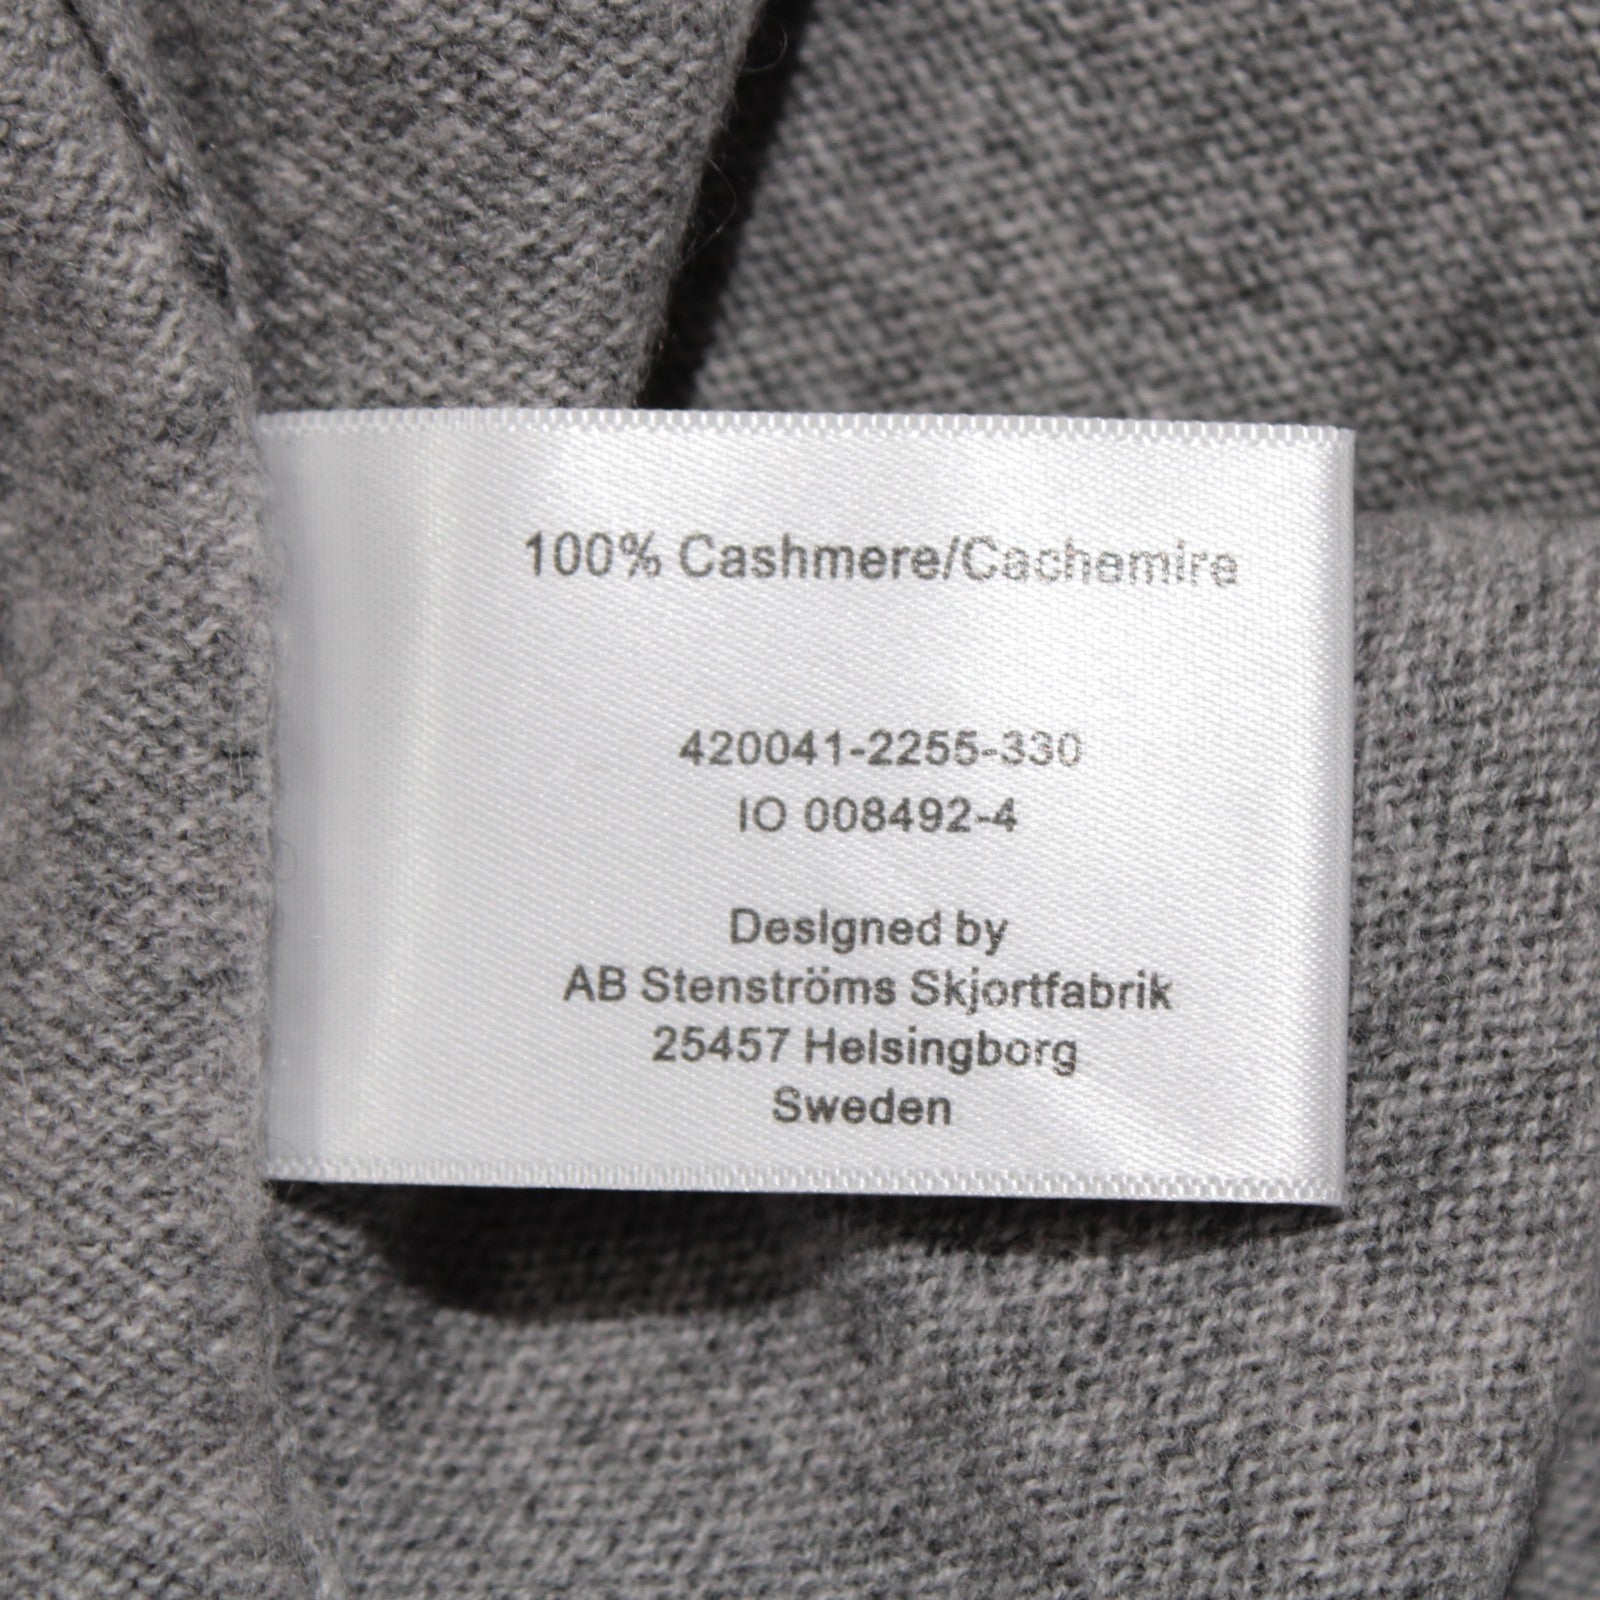 100% Cashmere/Cachemire
420041-2255-330
IO 008492-4
Designed by
AB Stenströms Skjortfabrik
25457 Helsingborg
Sweden